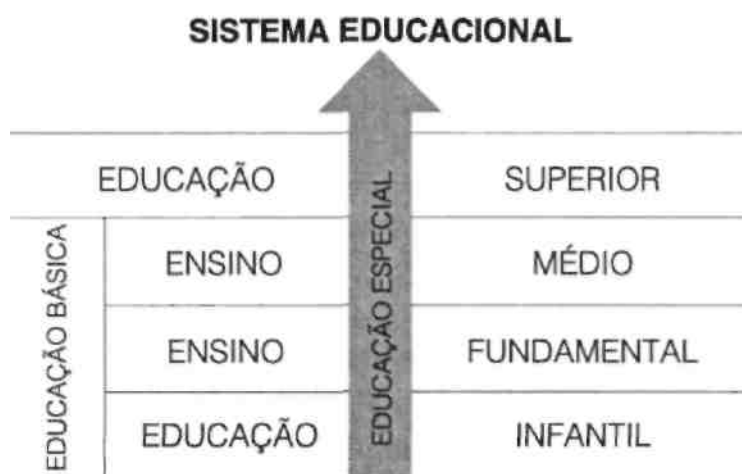 SISTEMA EDUCACIONAL
EDUCAÇÃO SUPERIOR
ENSINO MÉDIO
ENSINO FUNDAMENTAL
EDUCAÇÃO INFANTIL
EDUCAÇÃO BÁSICA
EDUCAÇÃO ESPECIAL